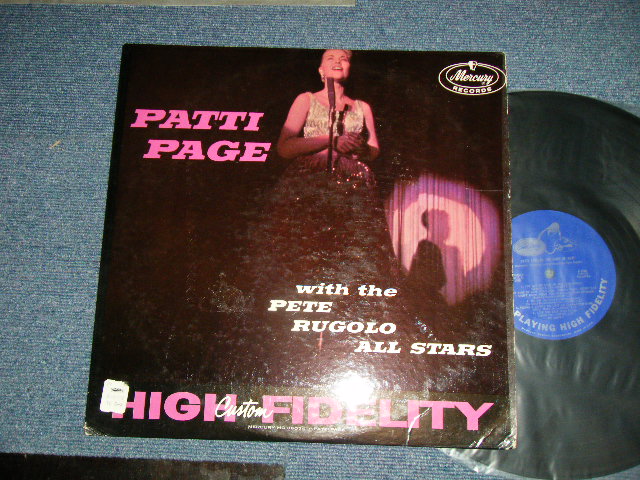 Mercury
RECORDS
PATTI
PAGE
with the
PETE
RUGOLO
ALL STARS
HIGH Custom FIDELITY
PLAYING HIGH FIDELITY